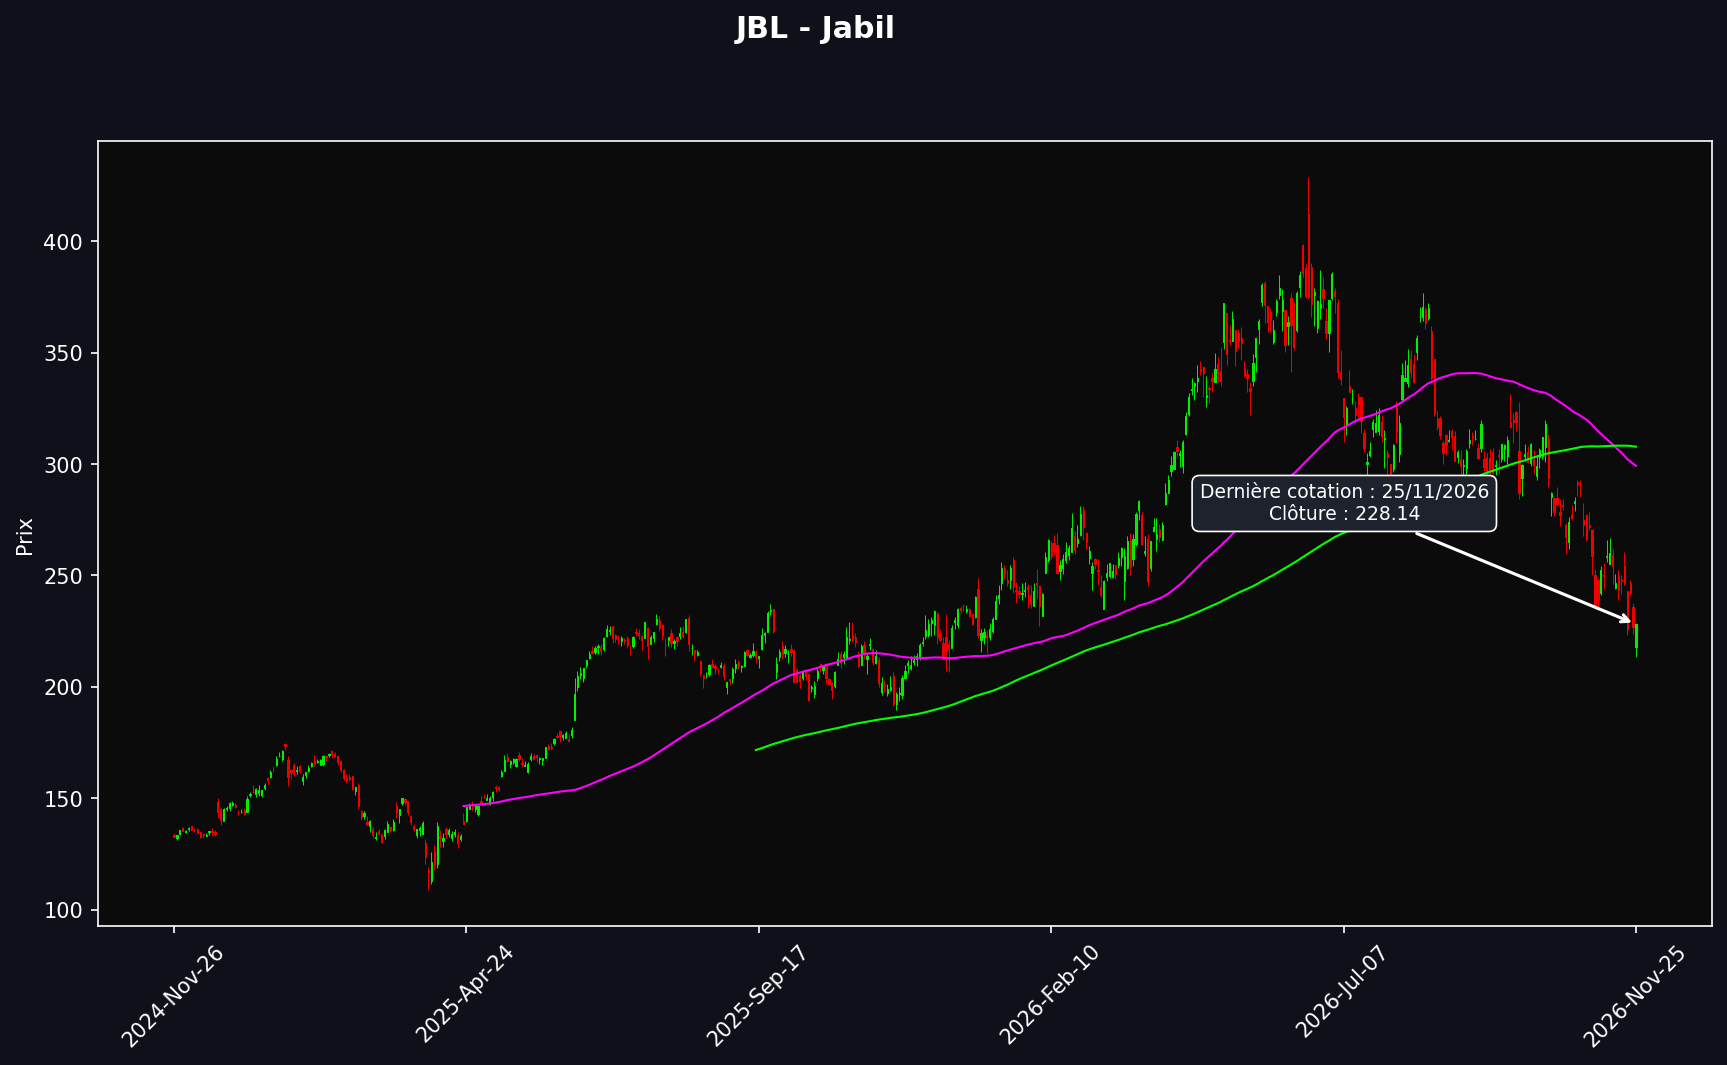 JBL - Jabil
Prix
400
350
300
250
200
150
100
Dernière cotation : 25/11/2026
Clôture : 228.14
2024-Nov-26
2025-Apr-24
2025-Sep-17
2026-Feb-10
2026-Jul-07
2026-Nov-25